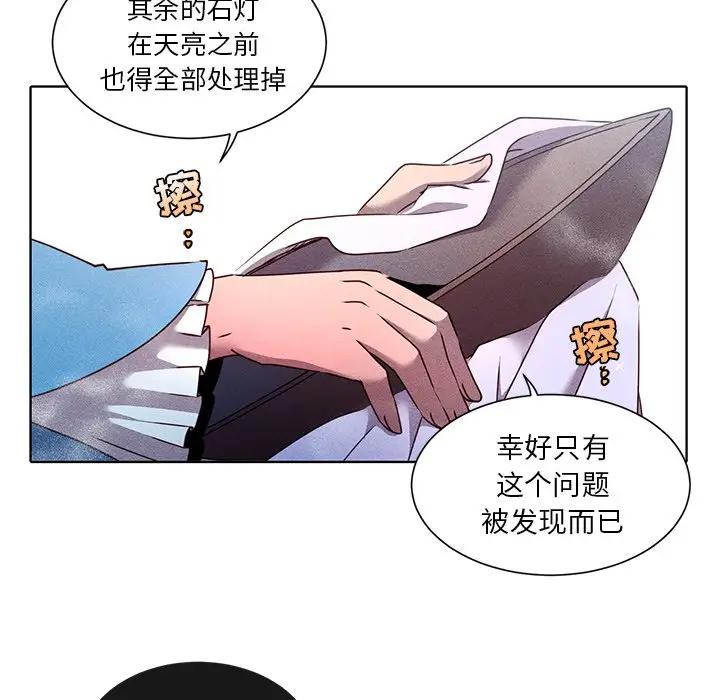 其余的石灯
在天亮之前
也得全部处理掉
擦
擦
幸好只有
这个问题
被发现而已